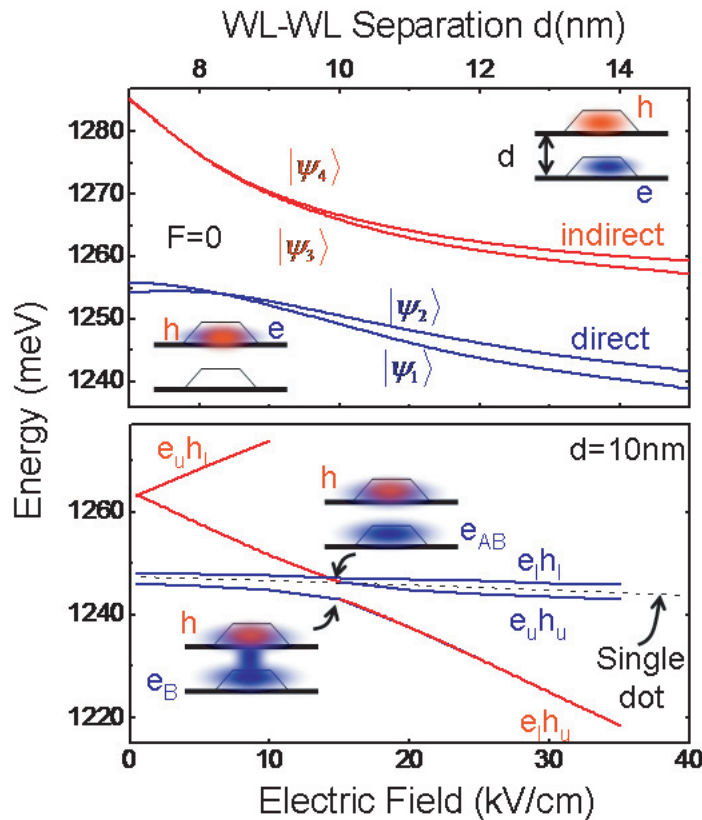 WL-WL Separation d(nm)
8 10 12 14
1280
1270
1260
1250
1240
Energy (meV)
|ψ4⟩
|ψ3⟩
F=0
h
d
e
indirect
|ψ2⟩
h e
direct
|ψ1⟩
euhl
d=10nm
h
eAB
1260
elhl
1240
euhu
h
eB
Single
dot
1220
elhu
0 10 20 30 40
Electric Field (kV/cm)